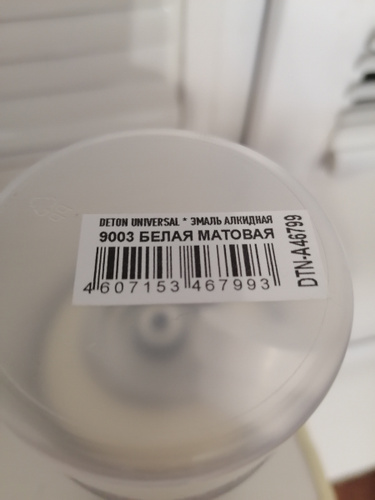 DETON UNIVERSAL * ЭМАЛЬ АЛКИДНАЯ
9003 БЕЛАЯ МАТОВАЯ
4 607153 467993
DTN-A46799